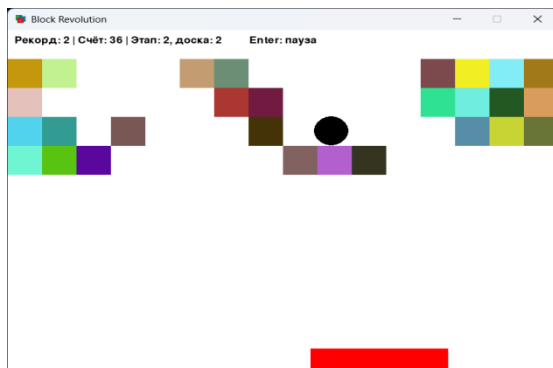 Block Revolution
Рекорд: 2 | Счёт: 36 | Этап: 2, доска: 2 Enter: пауза